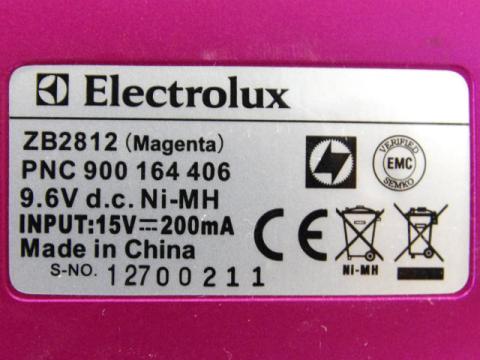 Electrolux
ZB2812 (Magenta)
PNC 900 164 406
9.6V d.c. Ni-MH
INPUT:15V⎓200mA
Made in China
S-NO. 12700211
VERIFIED
EMC
SEMKO
CE
Ni-MH